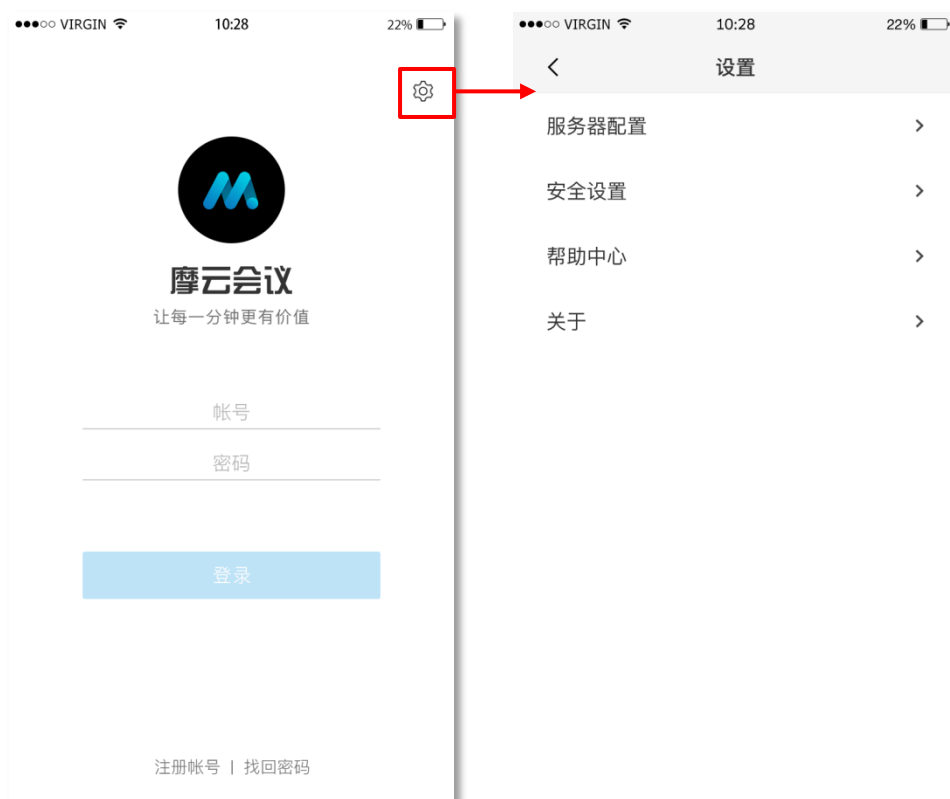 VIRGIN 10:28 22%
摩云会议
让每一分钟更有价值
帐号
密码
登录
注册帐号 | 找回密码
VIRGIN 10:28 22%
设置
服务器配置
安全设置
帮助中心
关于